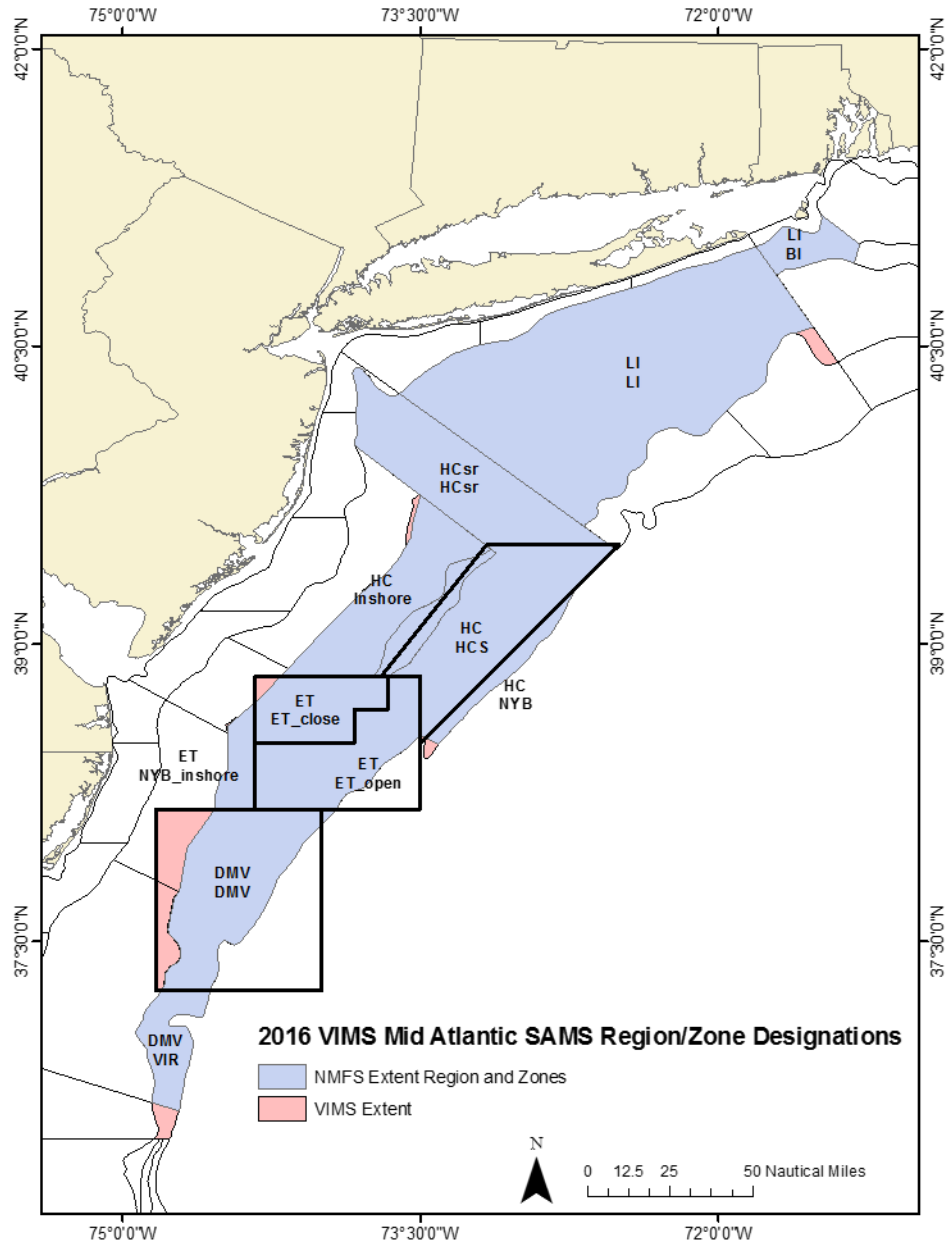 75°0'0"W 73°30'0"W 72°0'0"W
42°0'0"N 42°0'0"N
LI
BI
40°30'0"N 40°30'0"N
LI
LI
HCsr
HCsr
HC
Inshore
HC
HCS
39°0'0"N 39°0'0"N
HC
NYB
ET
ET_close
ET
NYB_inshore
ET
ET_open
DMV
DMV
37°30'0"N 37°30'0"N
DMV
VIR
2016 VIMS Mid Atlantic SAMS Region/Zone Designations
NMFS Extent Region and Zones
VIMS Extent
N
0 12.5 25 50 Nautical Miles
75°0'0"W 73°30'0"W 72°0'0"W